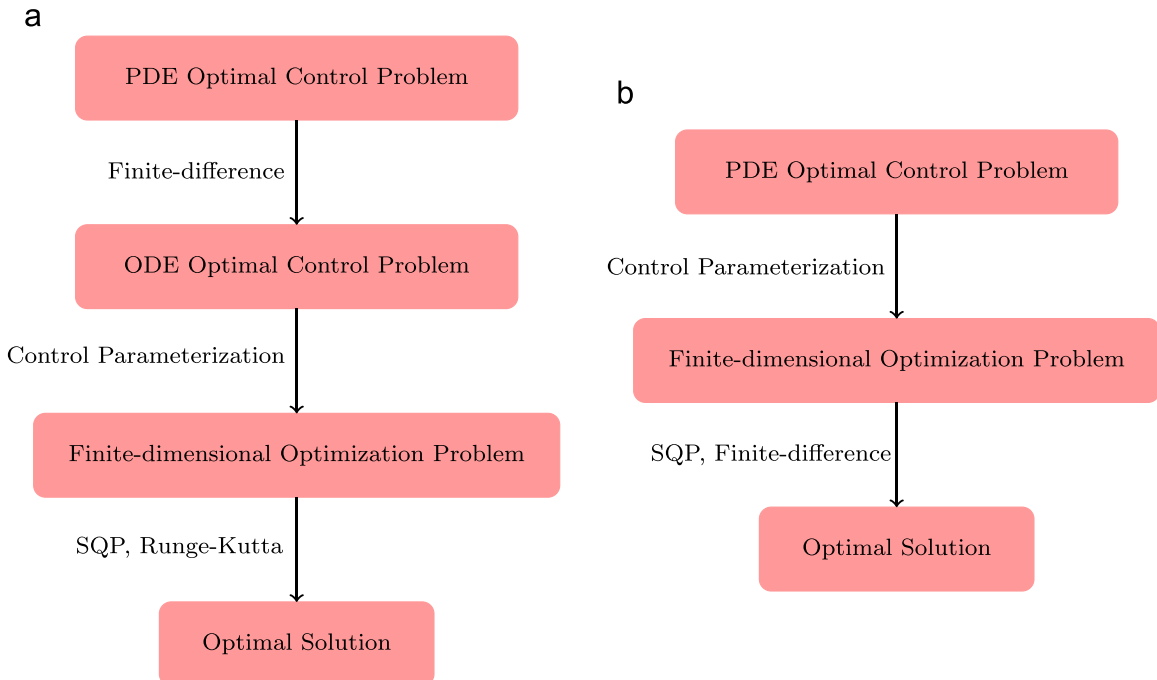 a
PDE Optimal Control Problem
Finite-difference
ODE Optimal Control Problem
Control Parameterization
Finite-dimensional Optimization Problem
SQP, Runge-Kutta
Optimal Solution
b
PDE Optimal Control Problem
Control Parameterization
Finite-dimensional Optimization Problem
SQP, Finite-difference
Optimal Solution